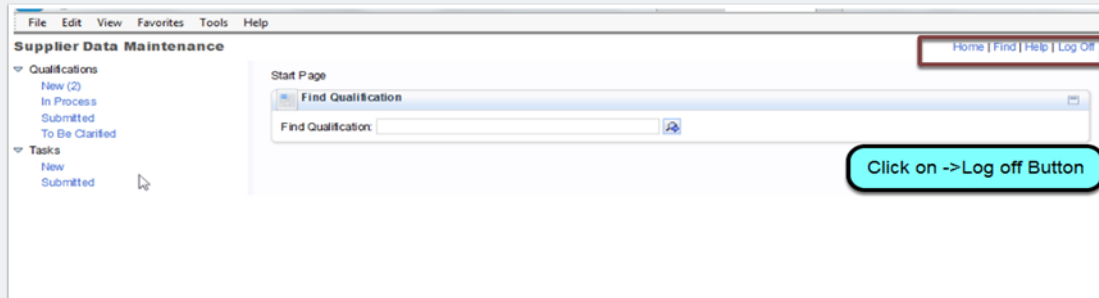 File Edit View Favorites Tools Help
Supplier Data Maintenance
Home | Find | Help | Log Off
Qualifications
New (2)
In Process
Submitted
To Be Clarified
Tasks
New
Submitted
Start Page
Find Qualification
Find Qualification:
Click on ->Log off Button